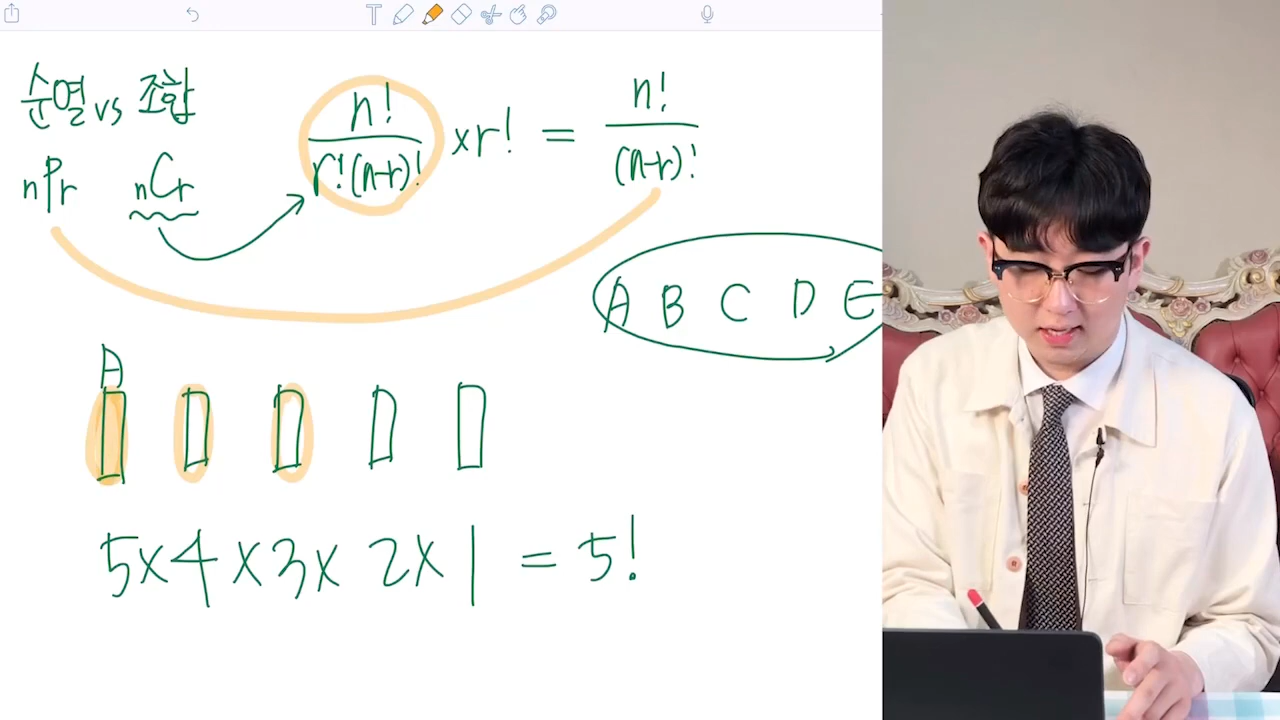 순열 vs 조합
nPr nCr
n!/r!(n-r)! × r! = n!/(n-r)!
A B C D E
A
5×4×3×2×1 = 5!